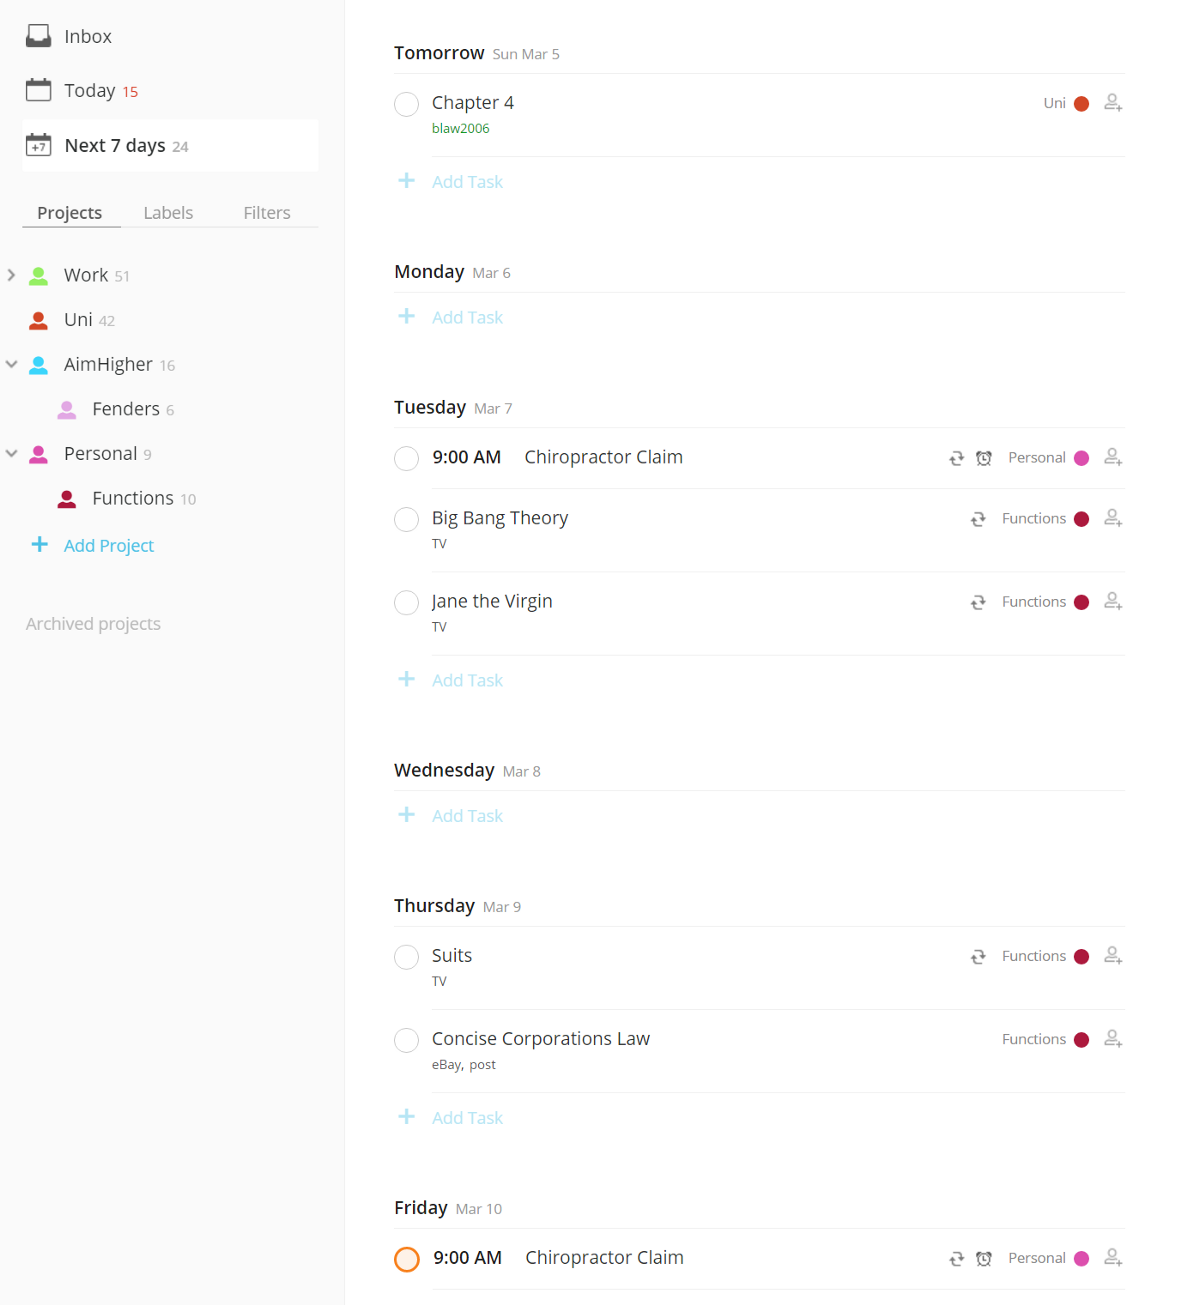 Inbox
Today 15
+7 Next 7 days 24
Projects Labels Filters
Work 51
Uni 42
AimHigher 16
Fenders 6
Personal 9
Functions 10
+ Add Project
Archived projects
Tomorrow Sun Mar 5
Chapter 4 Uni
blaw2006
+ Add Task
Monday Mar 6
+ Add Task
Tuesday Mar 7
9:00 AM Chiropractor Claim Personal
Big Bang Theory Functions
TV
Jane the Virgin Functions
TV
+ Add Task
Wednesday Mar 8
+ Add Task
Thursday Mar 9
Suits Functions
TV
Concise Corporations Law Functions
eBay, post
+ Add Task
Friday Mar 10
9:00 AM Chiropractor Claim Personal